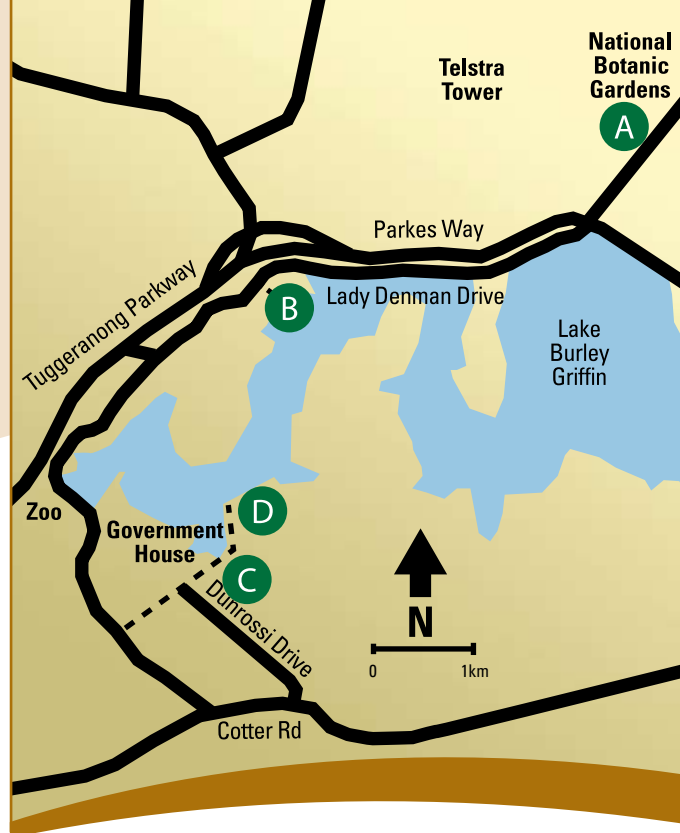 National
Botanic
Gardens
Telstra
Tower
A
Parkes Way
Tuggeranong Parkway
B
Lady Denman Drive
Lake
Burley
Griffin
Zoo
D
Government
House
C
Dunrossi Drive
N
0 1km
Cotter Rd